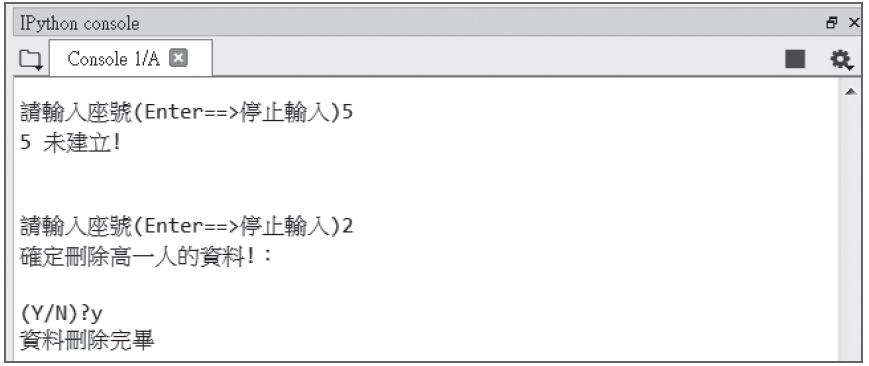 IPython console
Console 1/A
請輸入座號(Enter==>停止輸入)5
5 未建立!
請輸入座號(Enter==>停止輸入)2
確定刪除高一人的資料!:
(Y/N)?y
資料刪除完畢